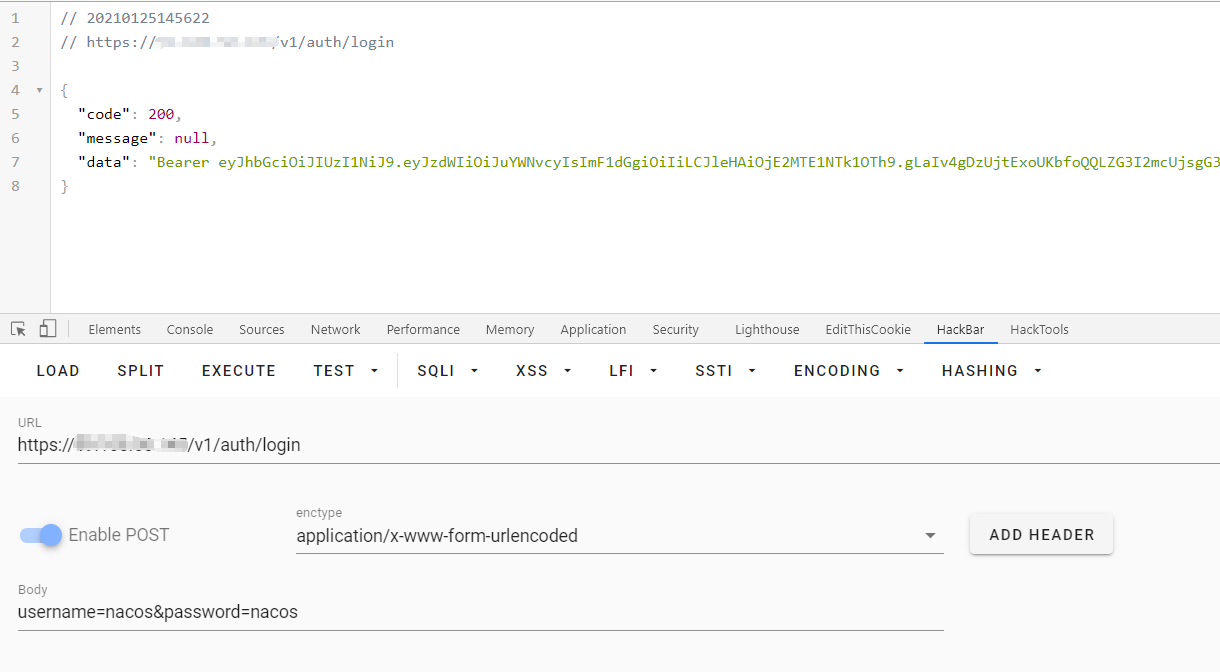 1 // 20210125145622
2 // https:// /v1/auth/login
3
4 {
5 "code": 200,
6 "message": null,
7 "data": "Bearer eyJhbGciOiJIUzI1NiJ9.eyJzdWIiOiJuYWNvcyIsImF1dGgiOiIiLCJleHAiOjE2MTE1NTk1OTh9.gLaIv4gDzUjtExoUKbfoQQLZG3I2mcUjsgG3
8 }
Elements Console Sources Network Performance Memory Application Security Lighthouse EditThisCookie HackBar HackTools
LOAD SPLIT EXECUTE TEST SQLI XSS LFI SSTI ENCODING HASHING
URL
https:// /v1/auth/login
Enable POST
enctype
application/x-www-form-urlencoded
ADD HEADER
Body
username=nacos&password=nacos